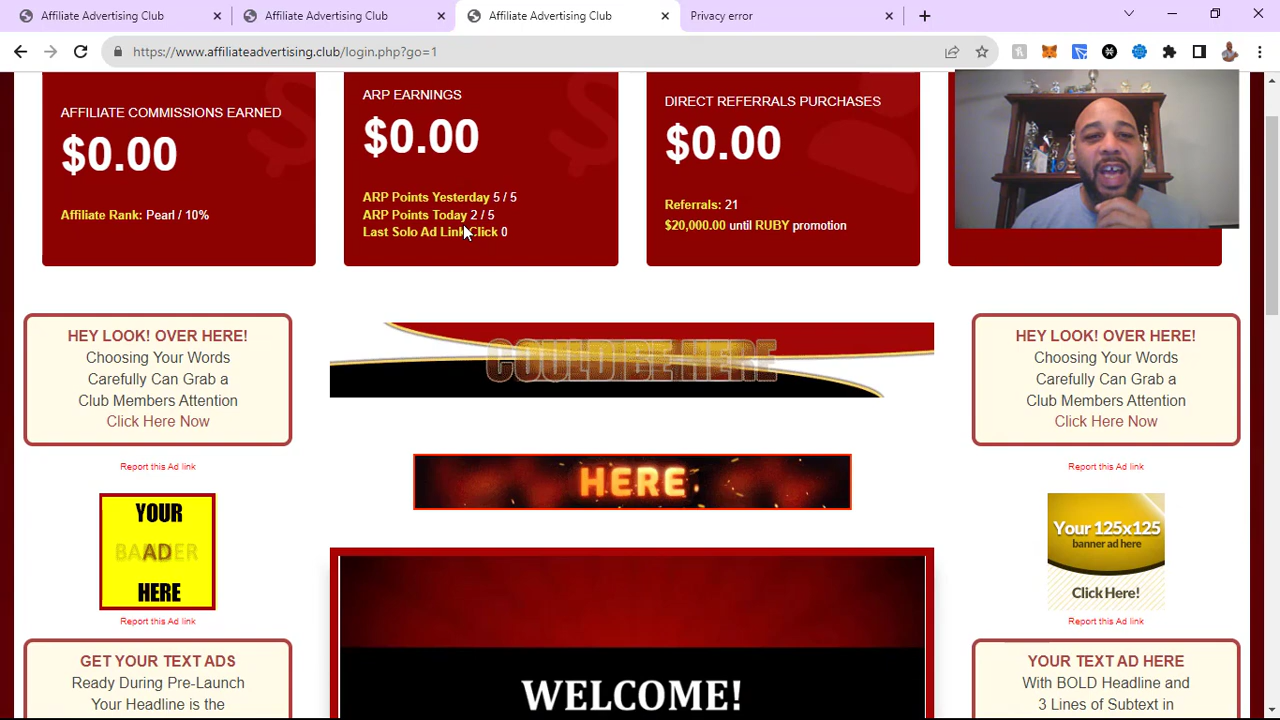 Affiliate Advertising Club
Affiliate Advertising Club
Affiliate Advertising Club
Privacy error
https://www.affiliateadvertising.club/login.php?go=1
AFFILIATE COMMISSIONS EARNED
$0.00
Affiliate Rank: Pearl / 10%
ARP EARNINGS
$0.00
ARP Points Yesterday 5 / 5
ARP Points Today 2 / 5
Last Solo Ad Link Click 0
DIRECT REFERRALS PURCHASES
$0.00
Referrals: 21
$20,000.00 until RUBY promotion
HEY LOOK! OVER HERE!
Choosing Your Words
Carefully Can Grab a
Club Members Attention
Click Here Now
Report this Ad link
YOUR
BANNER
AD
HERE
Report this Ad link
GET YOUR TEXT ADS
Ready During Pre-Launch
Your Headline is the
COULD BE HERE
HERE
WELCOME!
HEY LOOK! OVER HERE!
Choosing Your Words
Carefully Can Grab a
Club Members Attention
Click Here Now
Report this Ad link
Your 125x125
banner ad here
Click Here!
Report this Ad link
YOUR TEXT AD HERE
With BOLD Headline and
3 Lines of Subtext in